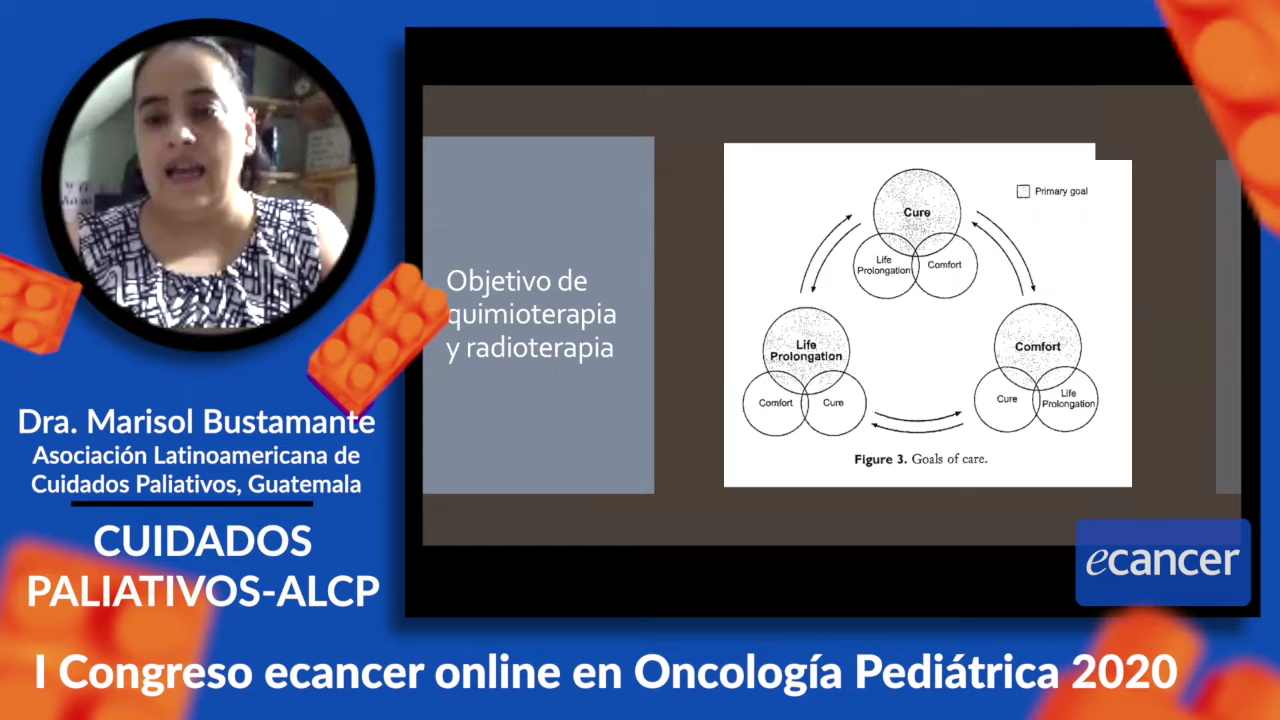 Objetivo de
quimioterapia
y radioterapia
Primary goal
Cure
Life
Prolongation
Comfort
Life
Prolongation
Comfort
Cure
Comfort
Cure
Life
Prolongation
Figure 3. Goals of care.
Dra. Marisol Bustamante
Asociación Latinoamericana de
Cuidados Paliativos, Guatemala
CUIDADOS
PALIATIVOS-ALCP
ecancer
I Congreso ecancer online en Oncología Pediátrica 2020